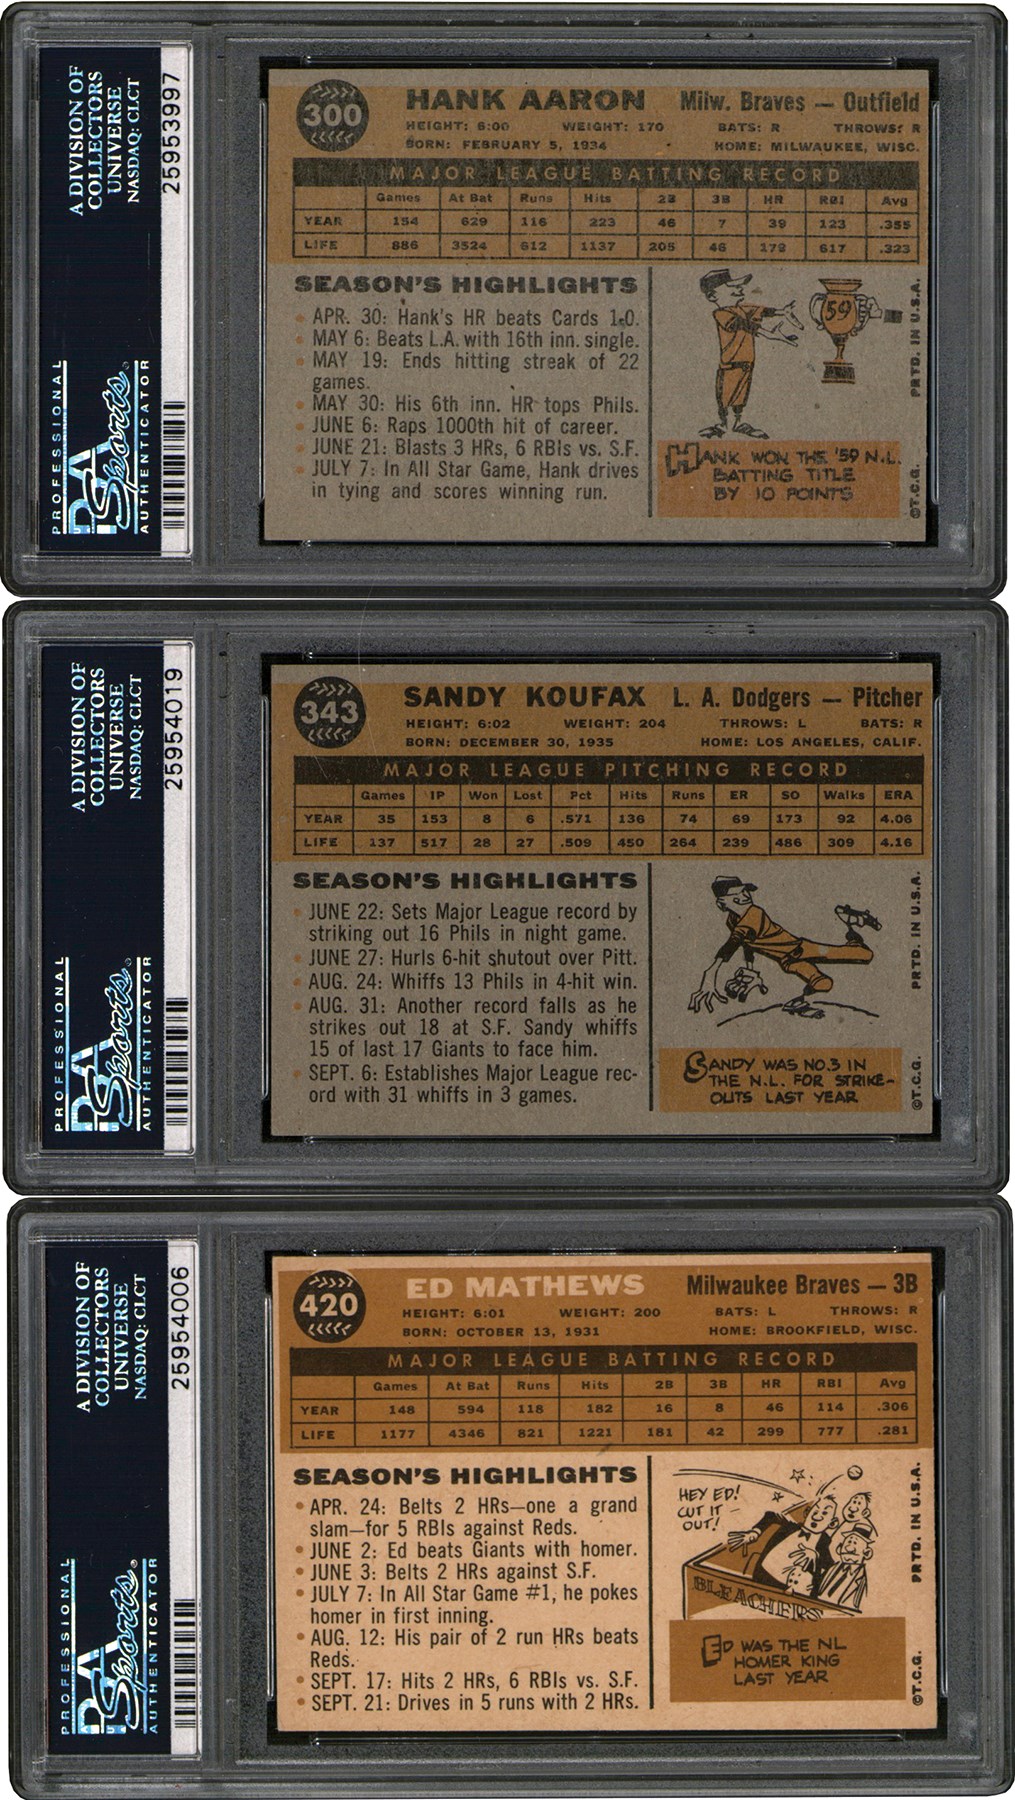 A DIVISION OF
COLLECTORS
UNIVERSE
NASDAQ: CLCT
25953997
PROFESSIONAL
PSA
Sports
AUTHENTICATOR
300
HANK AARON Milw. Braves — Outfield
HEIGHT: 6:00 WEIGHT: 170 BATS: R THROWS: R
BORN: FEBRUARY 5, 1934 HOME: MILWAUKEE, WISC.
MAJOR LEAGUE BATTING RECORD
Games At Bat Runs Hits 2B 3B HR RBI Avg
YEAR 154 629 116 223 46 7 39 123 .355
LIFE 886 3524 612 1137 205 46 179 617 .323
SEASON'S HIGHLIGHTS
• APR. 30: Hank's HR beats Cards 1-0.
• MAY 6: Beats L.A. with 16th inn. single.
• MAY 19: Ends hitting streak of 22
games.
• MAY 30: His 6th inn. HR tops Phils.
• JUNE 6: Raps 1000th hit of career.
• JUNE 21: Blasts 3 HRs, 6 RBIs vs. S.F.
• JULY 7: In All Star Game, Hank drives
in tying and scores winning run.
59
HANK WON THE '59 N.L.
BATTING TITLE
BY 10 POINTS
PRTD. IN U.S.A.
©T.C.G.
A DIVISION OF
COLLECTORS
UNIVERSE
NASDAQ: CLCT
25954019
PROFESSIONAL
PSA
Sports
AUTHENTICATOR
343
SANDY KOUFAX L. A. Dodgers — Pitcher
HEIGHT: 6:02 WEIGHT: 204 THROWS: L BATS: R
BORN: DECEMBER 30, 1935 HOME: LOS ANGELES, CALIF.
MAJOR LEAGUE PITCHING RECORD
Games IP Won Lost Pct Hits Runs ER SO Walks ERA
YEAR 35 153 8 6 .571 136 74 69 173 92 4.06
LIFE 137 517 28 27 .509 450 264 239 486 309 4.16
SEASON'S HIGHLIGHTS
• JUNE 22: Sets Major League record by
striking out 16 Phils in night game.
• JUNE 27: Hurls 6-hit shutout over Pitt.
• AUG. 24: Whiffs 13 Phils in 4-hit win.
• AUG. 31: Another record falls as he
strikes out 18 at S.F. Sandy whiffs
15 of last 17 Giants to face him.
• SEPT. 6: Establishes Major League rec-
ord with 31 whiffs in 3 games.
SANDY WAS NO.3 IN
THE N.L. FOR STRIKE-
OUTS LAST YEAR
PRTD. IN U.S.A.
©T.C.G.
A DIVISION OF
COLLECTORS
UNIVERSE
NASDAQ: CLCT
25954006
PROFESSIONAL
PSA
Sports
AUTHENTICATOR
420
ED MATHEWS Milwaukee Braves — 3B
HEIGHT: 6:01 WEIGHT: 200 BATS: L THROWS: R
BORN: OCTOBER 13, 1931 HOME: BROOKFIELD, WISC.
MAJOR LEAGUE BATTING RECORD
Games At Bat Runs Hits 2B 3B HR RBI Avg
YEAR 148 594 118 182 16 8 46 114 .306
LIFE 1177 4346 821 1221 181 42 299 777 .281
SEASON'S HIGHLIGHTS
• APR. 24: Belts 2 HRs—one a grand
slam—for 5 RBIs against Reds.
• JUNE 2: Ed beats Giants with homer.
• JUNE 3: Belts 2 HRs against S.F.
• JULY 7: In All Star Game #1, he pokes
homer in first inning.
• AUG. 12: His pair of 2 run HRs beats
Reds.
• SEPT. 17: Hits 2 HRs, 6 RBIs vs. S.F.
• SEPT. 21: Drives in 5 runs with 2 HRs.
HEY ED!
CUT IT
OUT!
BLEACHERS
ED WAS THE NL
HOMER KING
LAST YEAR
PRTD. IN U.S.A.
©T.C.G.